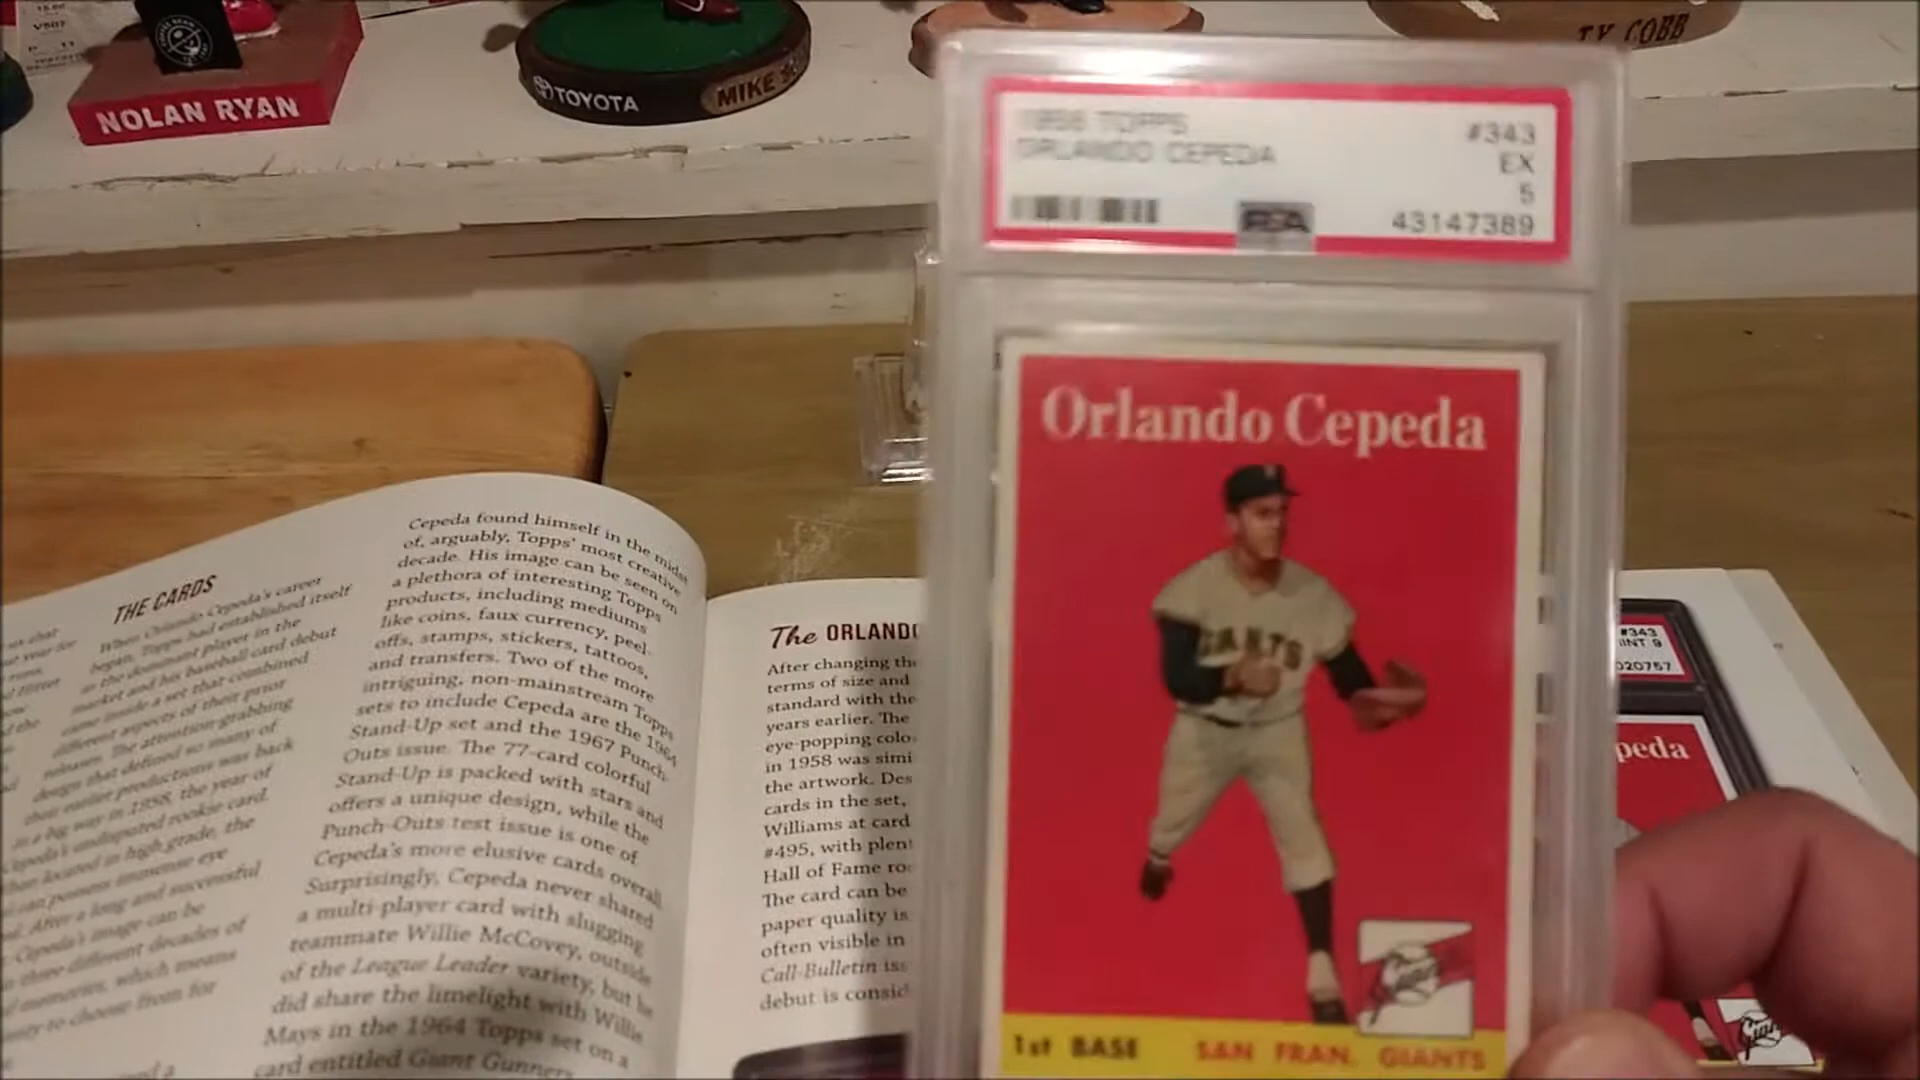 NOLAN RYAN
TOYOTA
MIKE
TY COBB
1958 TOPPS
#343
ORLANDO CEPEDA
EX
5
PSA
43147389
Orlando Cepeda
GIANTS
Giants
1st BASE
SAN FRAN. GIANTS
THE CARDS
When Orlando Cepeda's career
began, Topps had established itself
as the dominant player in the
market and his baseball card debut
came inside a set that combined
different aspects of their prior
releases. The attention-grabbing
design that defined so many of
their earlier productions was back
in a big way in 1958, the year of
Cepeda's undisputed rookie card.
located in high grade, the
can possess immense eye
After a long and successful
Cepeda's image can be
three different decades of
memories, which means
to choose from for
Cepeda found himself in the midst
of, arguably, Topps' most creative
decade. His image can be seen on
a plethora of interesting Topps
products, including mediums
like coins, faux currency, peel-
offs, stamps, stickers, tattoos,
and transfers. Two of the more
intriguing, non-mainstream Topps
sets to include Cepeda are the 1964
Stand-Up set and the 1967 Punch-
Outs issue. The 77-card colorful
Stand-Up is packed with stars and
offers a unique design, while the
Punch-Outs test issue is one of
Cepeda's more elusive cards overall.
Surprisingly, Cepeda never shared
a multi-player card with slugging
teammate Willie McCovey, outside
of the League Leader variety, but he
did share the limelight with Willie
Mays in the 1964 Topps set on a
card entitled Giant Gunners
The ORLANDO
After changing the
terms of size and
standard with the
years earlier. The
eye-popping colo
in 1958 was simi
the artwork. Des
cards in the set,
Williams at card
#495, with plent
Hall of Fame ro
The card can be
paper quality is
often visible in
Call-Bulletin iss
debut is consid
#343
MINT 9
020757
peda